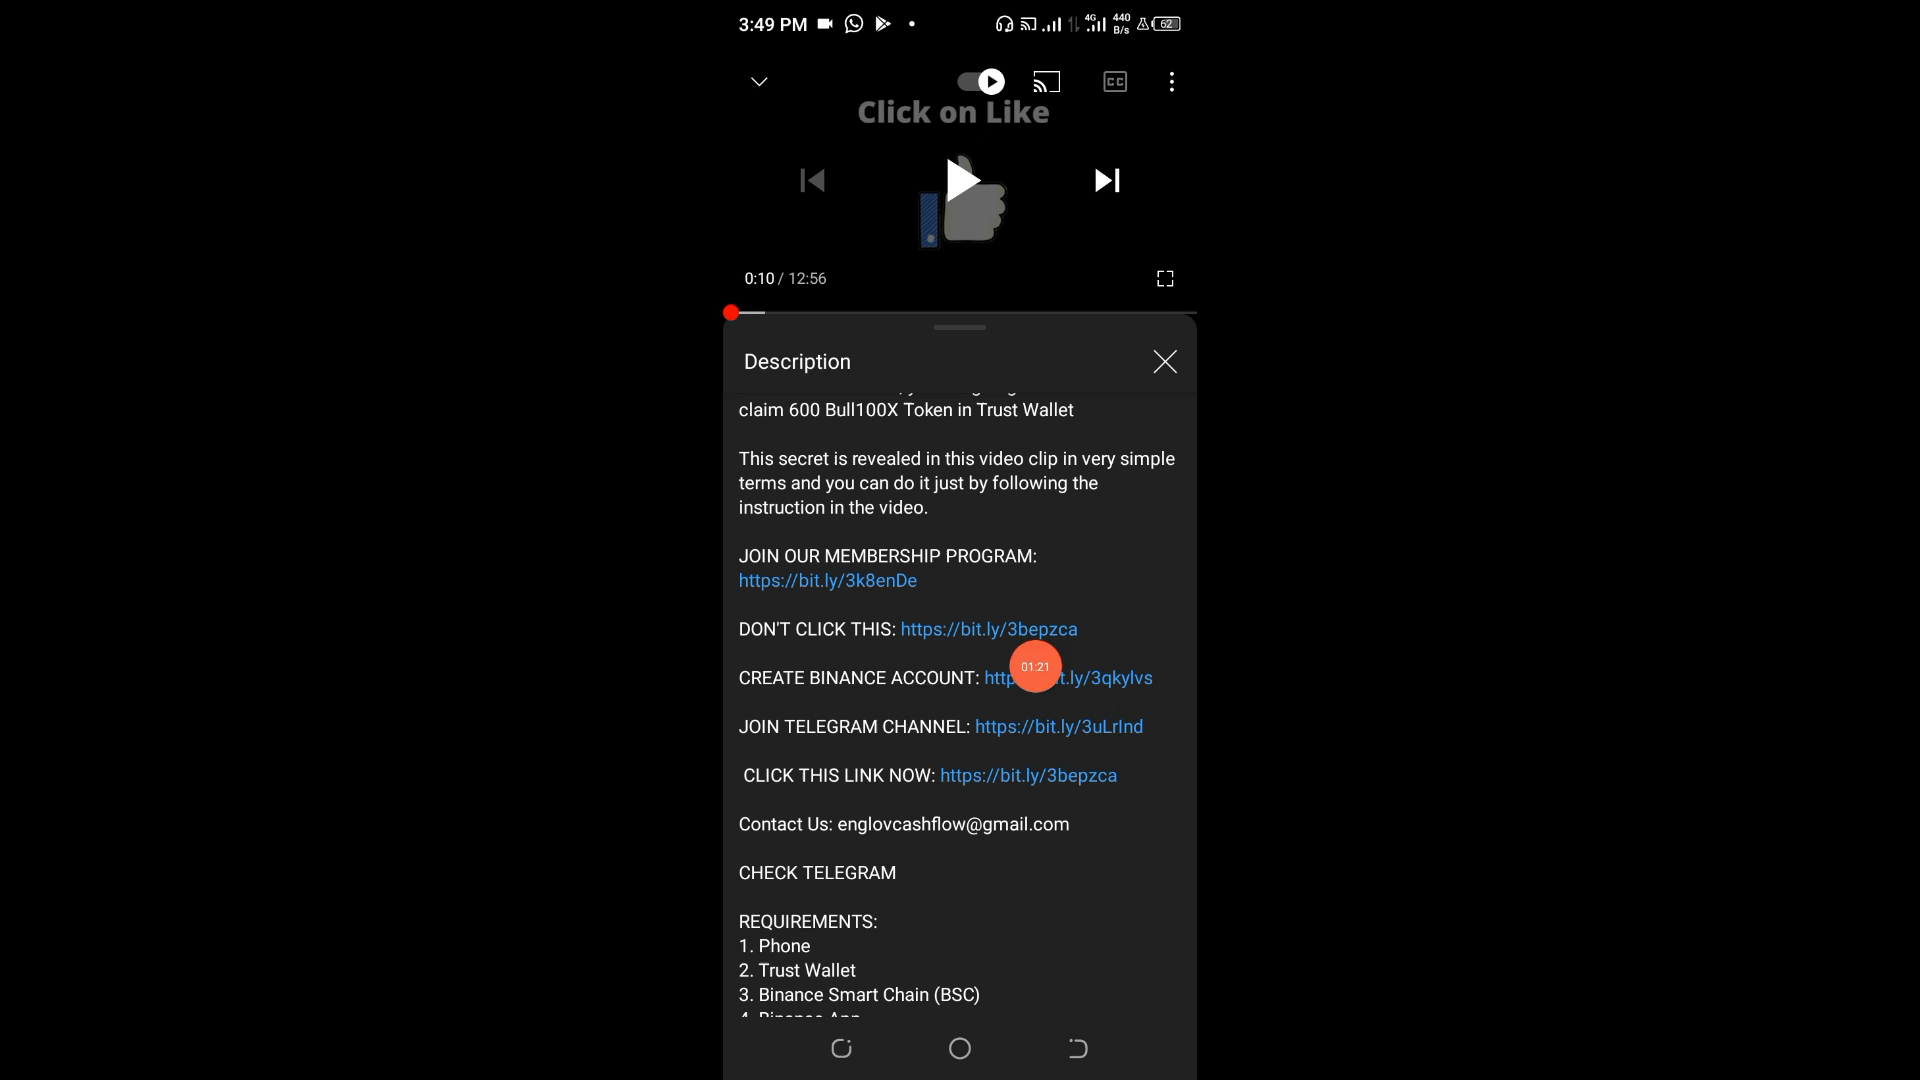 3:49 PM
4G 440 B/s 62
CC
Click on Like
0:10 / 12:56
Description
claim 600 Bull100X Token in Trust Wallet
This secret is revealed in this video clip in very simple
terms and you can do it just by following the
instruction in the video.
JOIN OUR MEMBERSHIP PROGRAM:
https://bit.ly/3k8enDe
DON'T CLICK THIS: https://bit.ly/3bepzca
01:21
CREATE BINANCE ACCOUNT: http t.ly/3qkylvs
JOIN TELEGRAM CHANNEL: https://bit.ly/3uLrInd
CLICK THIS LINK NOW: https://bit.ly/3bepzca
Contact Us: englovcashflow@gmail.com
CHECK TELEGRAM
REQUIREMENTS:
1. Phone
2. Trust Wallet
3. Binance Smart Chain (BSC)